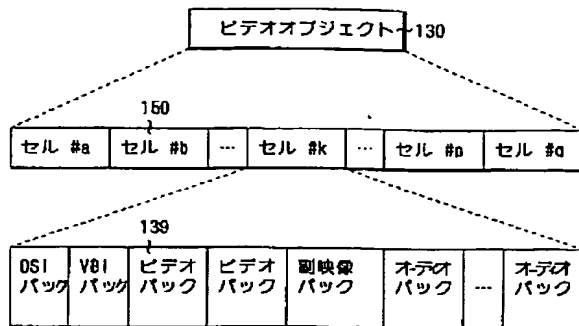 ビデオオブジェクト 130
150
セル #a セル #b … セル #k … セル #p セル #q
139
DSI パック VBI パック ビデオ パック ビデオ パック 副映像 パック オーディオ パック … オーディオ パック